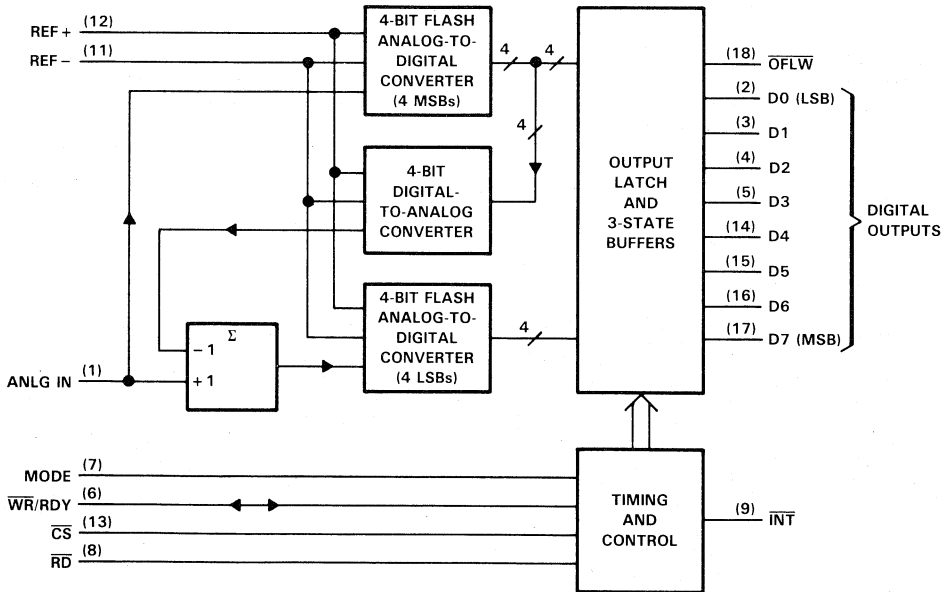 REF+ (12)
REF- (11)
4-BIT FLASH
ANALOG-TO-
DIGITAL
CONVERTER
(4 MSBs)
4
4
4
4-BIT
DIGITAL-
TO-ANALOG
CONVERTER
4-BIT FLASH
ANALOG-TO-
DIGITAL
CONVERTER
(4 LSBs)
4
Σ
-1
+1
ANLG IN (1)
OUTPUT
LATCH
AND
3-STATE
BUFFERS
(18) OFLW
(2) D0 (LSB)
(3) D1
(4) D2
(5) D3
(14) D4
(15) D5
(16) D6
(17) D7 (MSB)
DIGITAL
OUTPUTS
MODE (7)
WR/RDY (6)
CS (13)
RD (8)
TIMING
AND
CONTROL
(9) INT